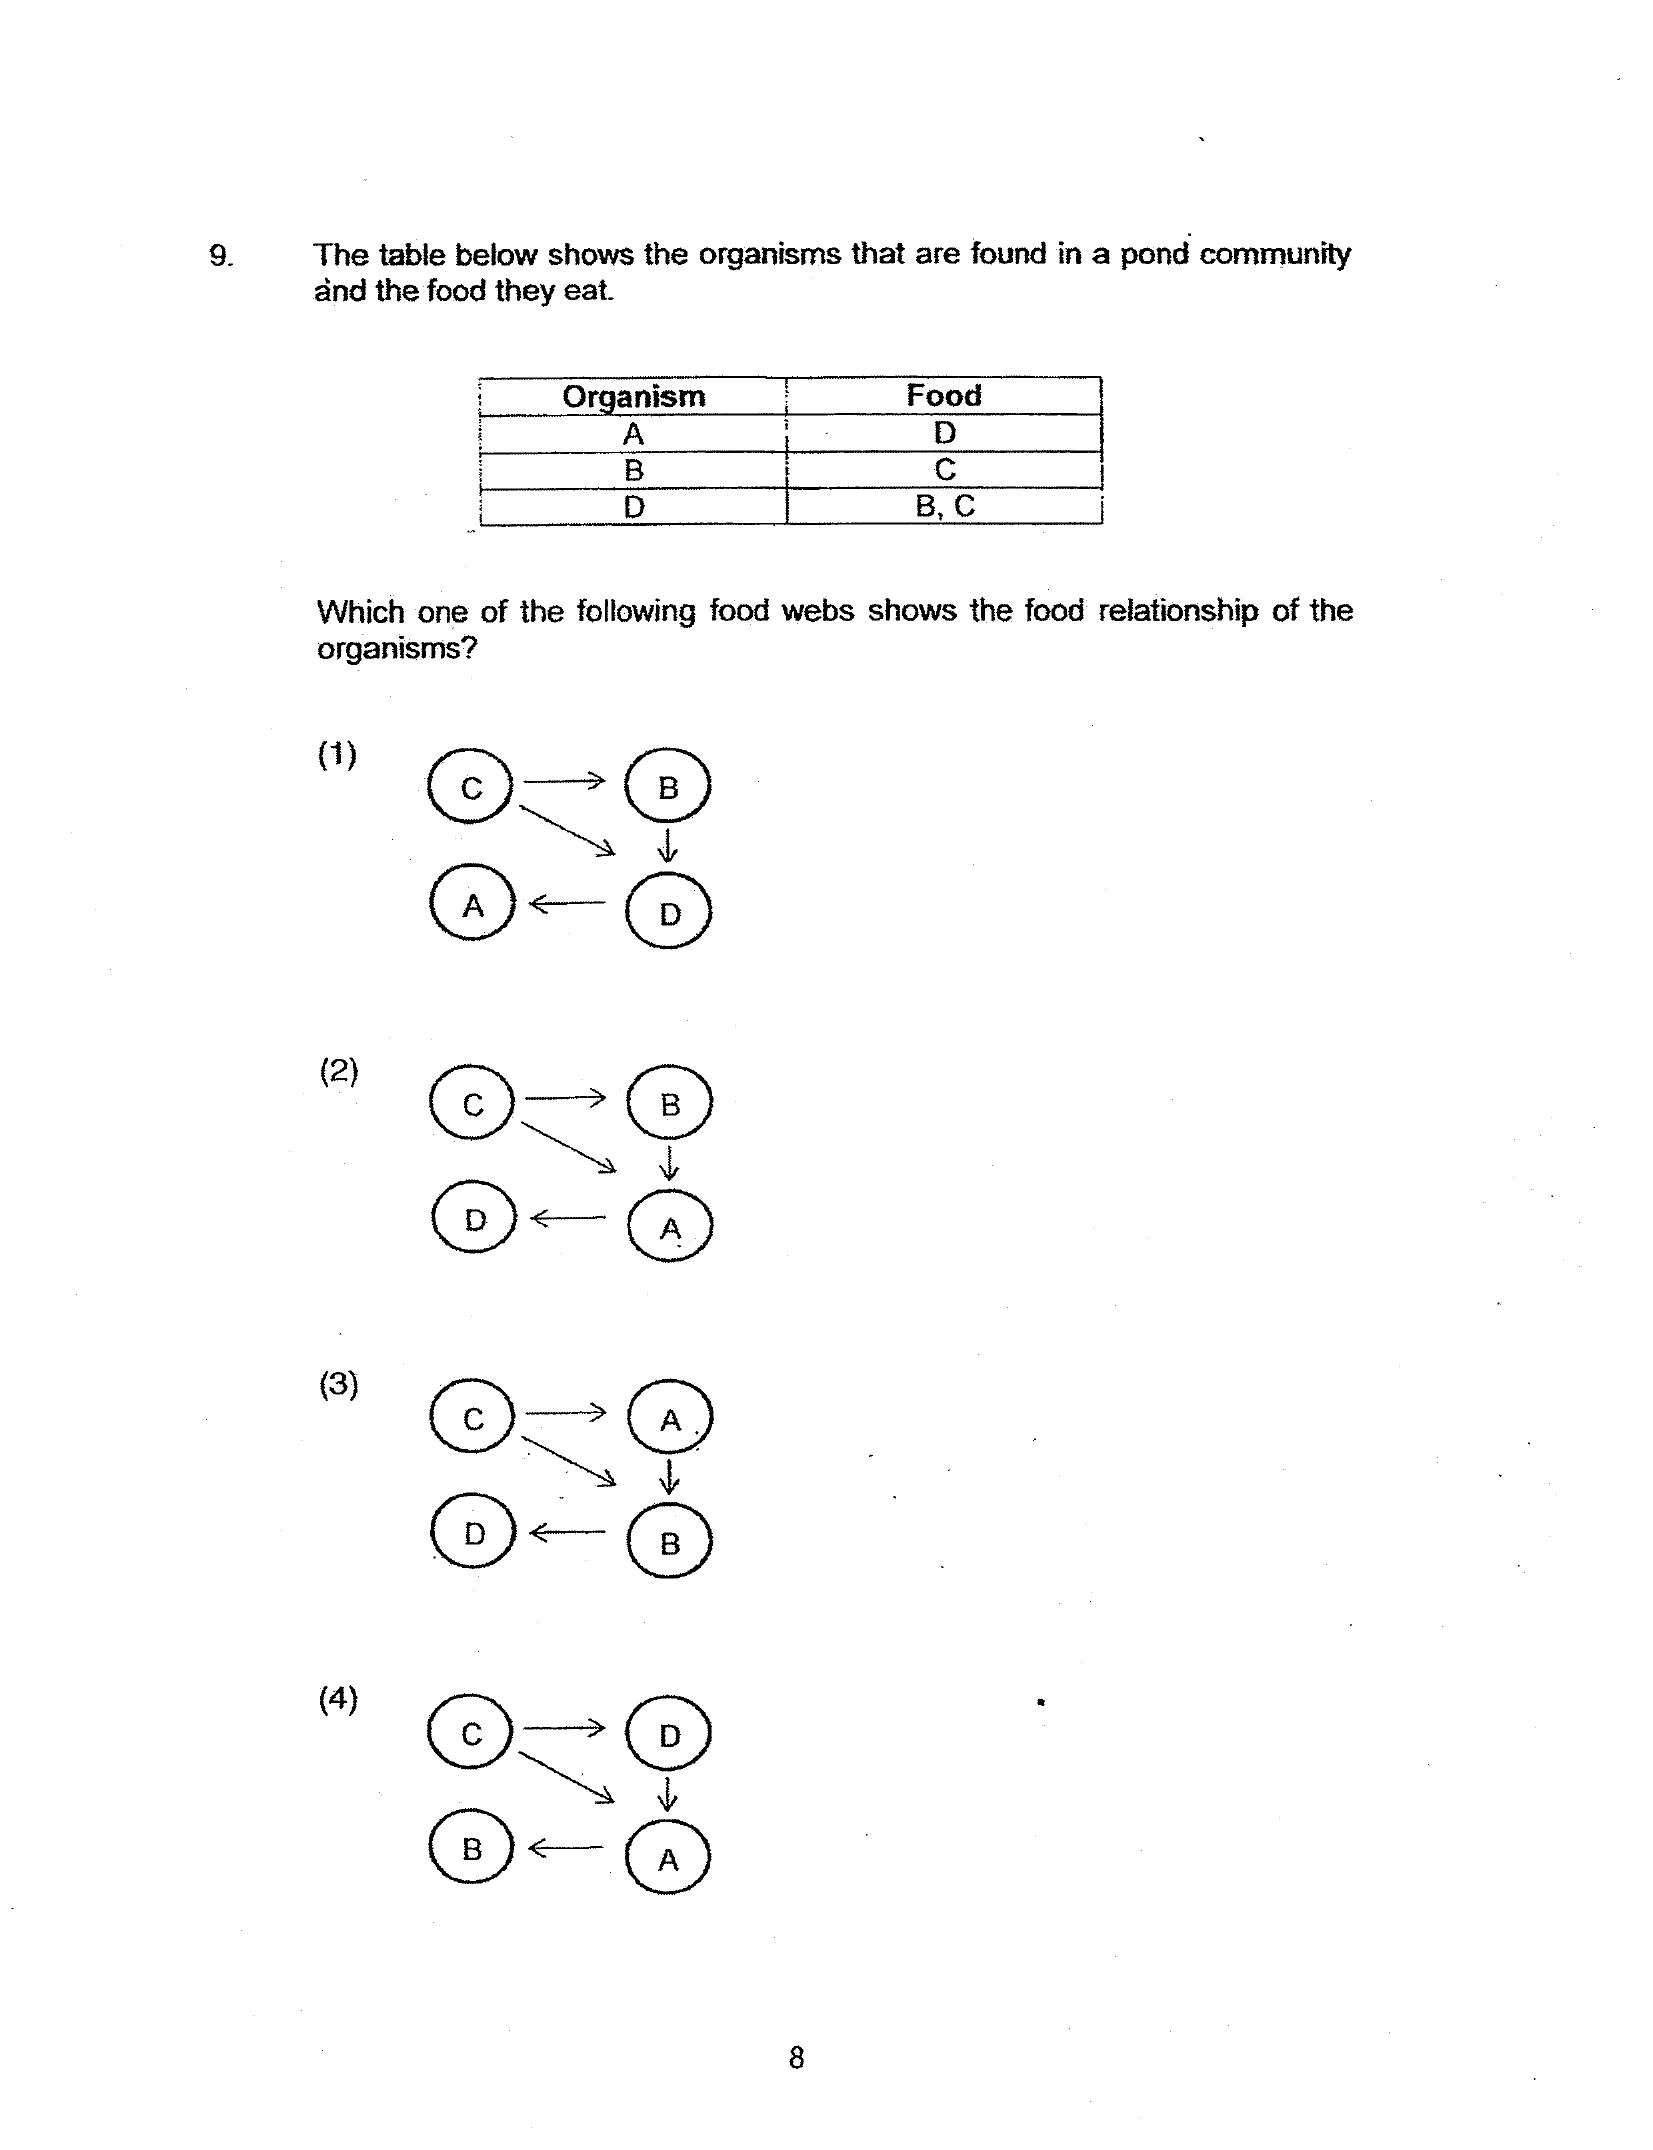 9. The table below shows the organisms that are found in a pond community
and the food they eat.
Organism Food
A D
B C
D B, C
Which one of the following food webs shows the food relationship of the
organisms?
(1)
C B
A D
(2)
C B
D A
(3)
C A
D B
(4)
C D
B A
8